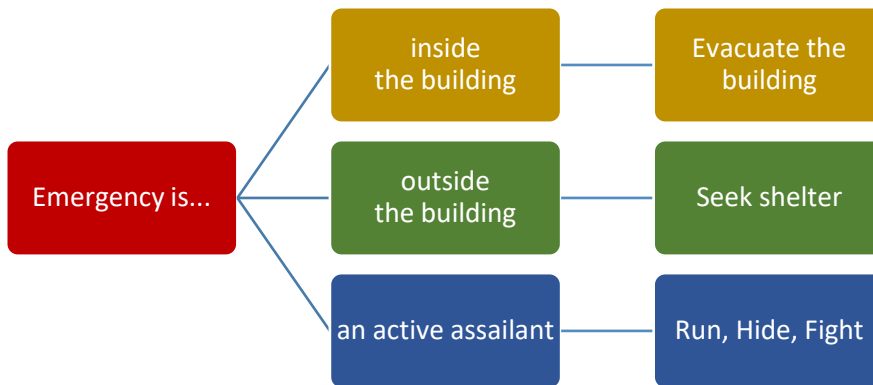 Emergency is...
inside
the building
Evacuate the
building
outside
the building
Seek shelter
an active assailant
Run, Hide, Fight